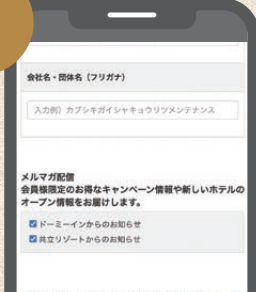 会社名・団体名（フリガナ）
入力例）カブシキガイシャキョウリツメンテナンス
メルマガ配信
会員様限定のお得なキャンペーン情報や新しいホテルの
オープン情報をお届けします。
ドーミーインからのお知らせ
共立リゾートからのお知らせ